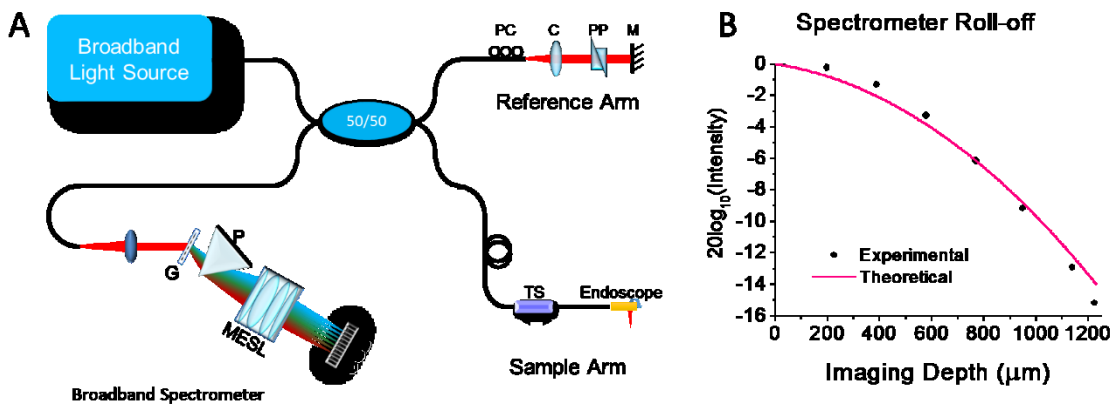 A
Broadband
Light Source
50/50
PC
C
PP
M
Reference Arm
G
P
MESL
Broadband Spectrometer
TS
Endoscope
Sample Arm
B
Spectrometer Roll-off
20log10(Intensity)
0
-2
-4
-6
-8
-10
-12
-14
-16
Experimental
Theoretical
0 200 400 600 800 1000 1200
Imaging Depth (μm)